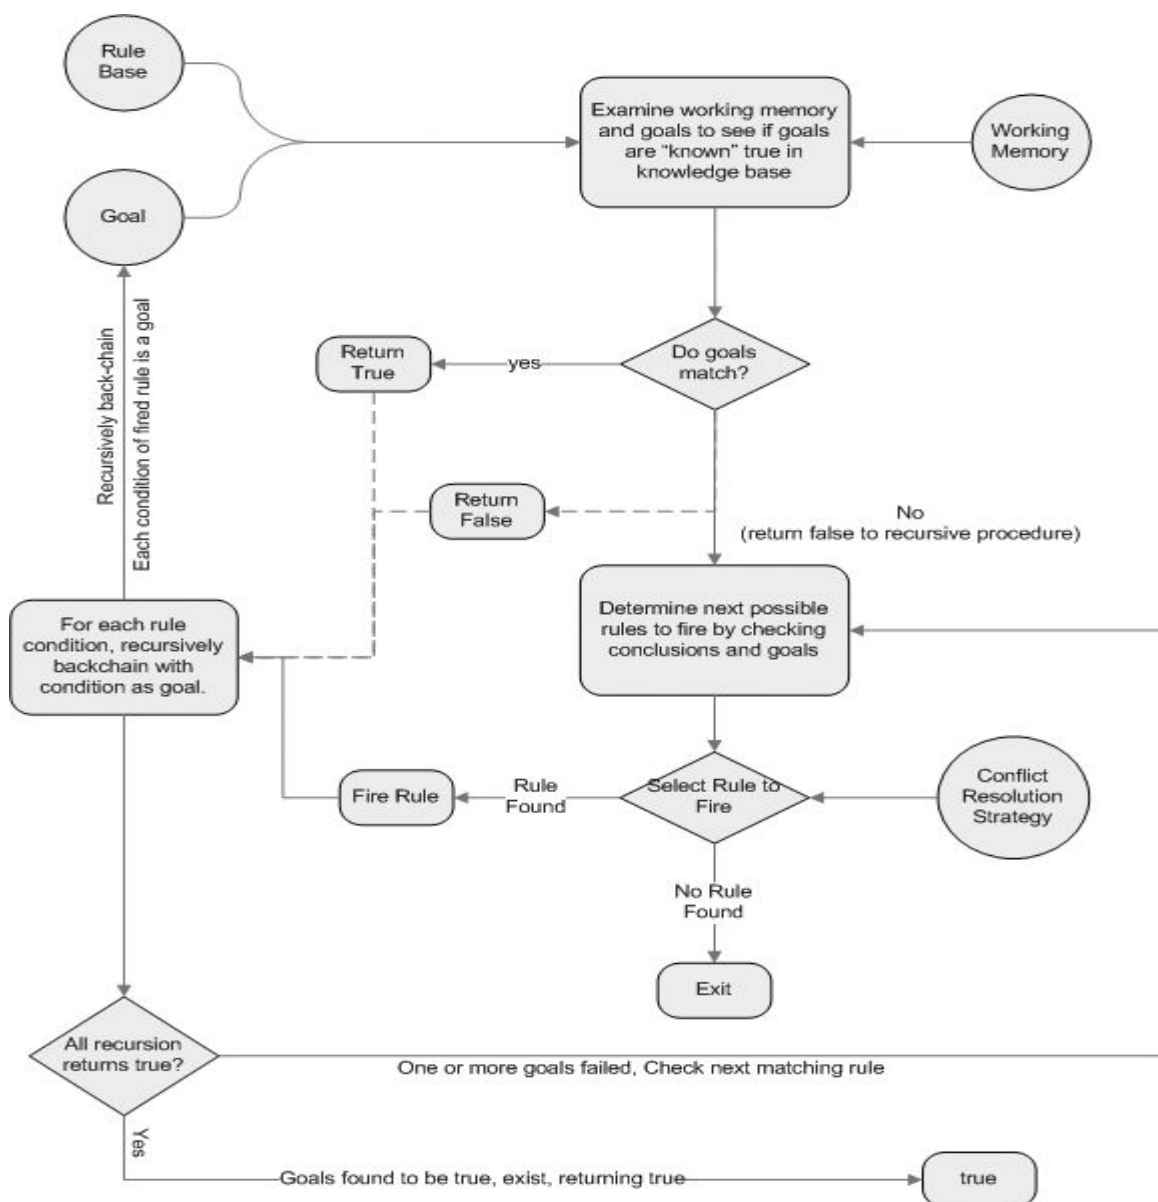 Rule
Base
Examine working memory
and goals to see if goals
are “known” true in
knowledge base
Working
Memory
Goal
Recursively back-chain
Each condition of fired rule is a goal
Return
True
yes
Do goals
match?
Return
False
No
(return false to recursive procedure)
For each rule
condition, recursively
backchain with
condition as goal.
Determine next possible
rules to fire by checking
conclusions and goals
Fire Rule
Rule
Found
Select Rule to
Fire
Conflict
Resolution
Strategy
No Rule
Found
Exit
All recursion
returns true?
One or more goals failed, Check next matching rule
Yes
Goals found to be true, exist, returning true
true